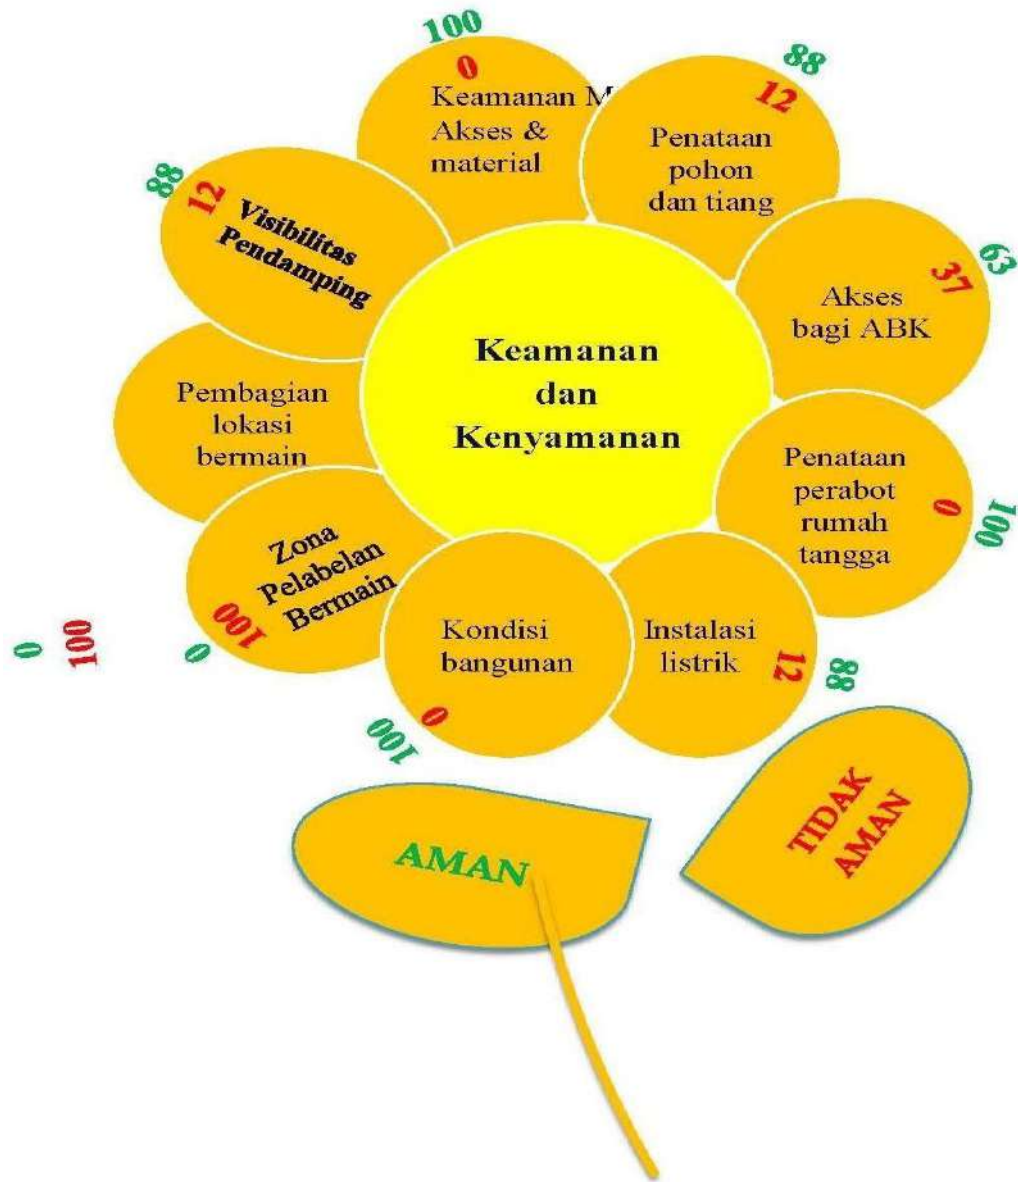 100
0
Keamanan M
Akses &
material
88
12
Penataan
pohon
dan tiang
63
37
Akses
bagi ABK
Penataan
perabot
rumah
tangga
0
100
Instalasi
listrik
12
88
Kondisi
bangunan
0
100
Zona
Pelabelan
Bermain
100
0
Pembagian
lokasi
bermain
0
100
Visibilitas
Pendamping
88
12
Keamanan
dan
Kenyamanan
AMAN
TIDAK
AMAN